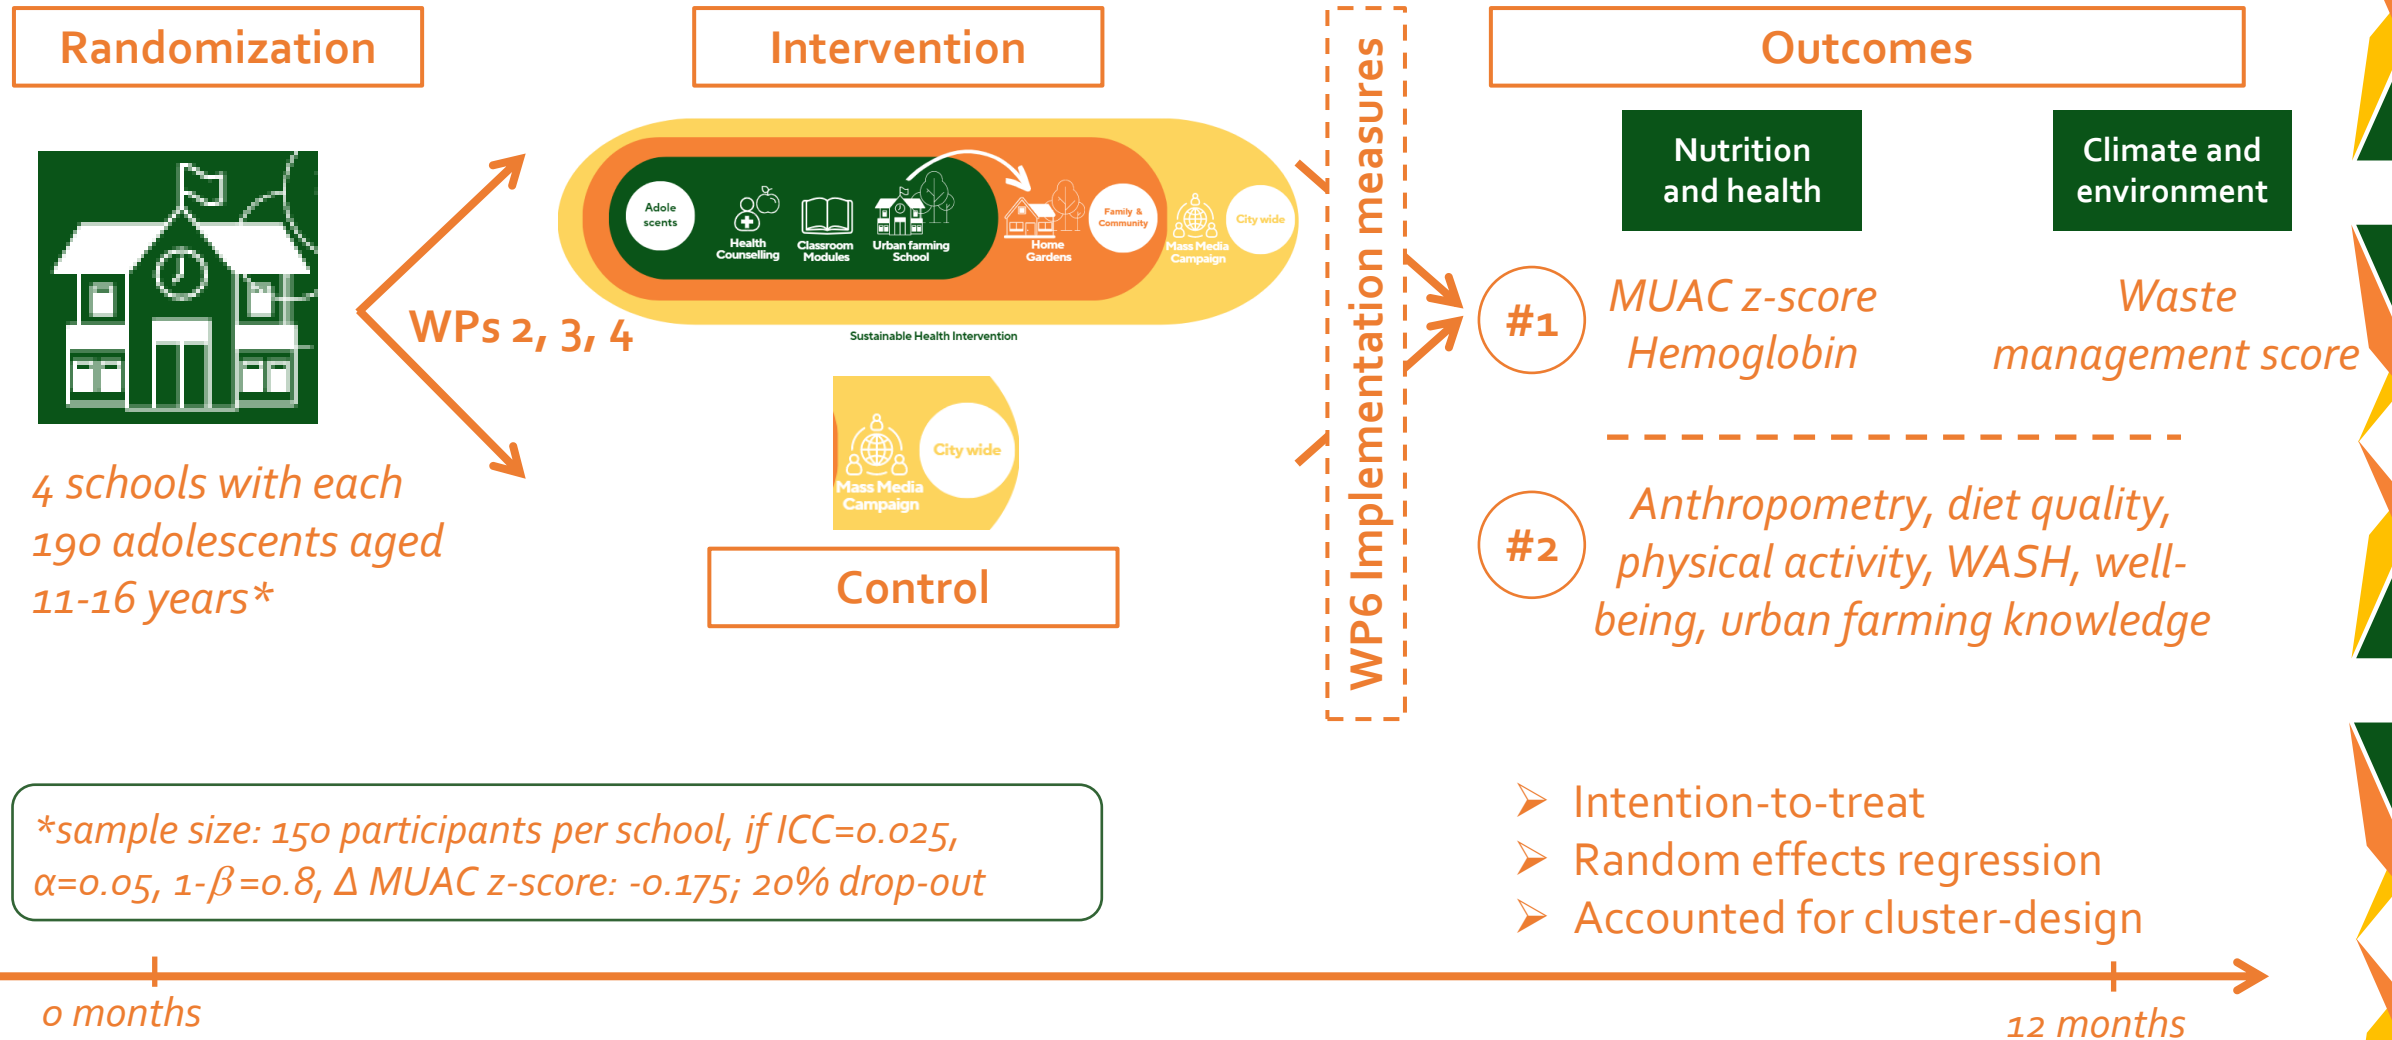 Randomization
4 schools with each
190 adolescents aged
11-16 years*
WPs 2, 3, 4
Intervention
Adole
scents
Health
Counselling
Classroom
Modules
Urban farming
School
Home
Gardens
Family &
Community
Mass Media
Campaign
City wide
Sustainable Health Intervention
Mass Media
Campaign
City wide
Control
WP6 Implementation measures
Outcomes
Nutrition
and health
Climate and
environment
#1
MUAC z-score
Hemoglobin
Waste
management score
#2
Anthropometry, diet quality,
physical activity, WASH, well-
being, urban farming knowledge
*sample size: 150 participants per school, if ICC=0.025,
α=0.05, 1-β=0.8, Δ MUAC z-score: -0.175; 20% drop-out
➢ Intention-to-treat
➢ Random effects regression
➢ Accounted for cluster-design
0 months
12 months